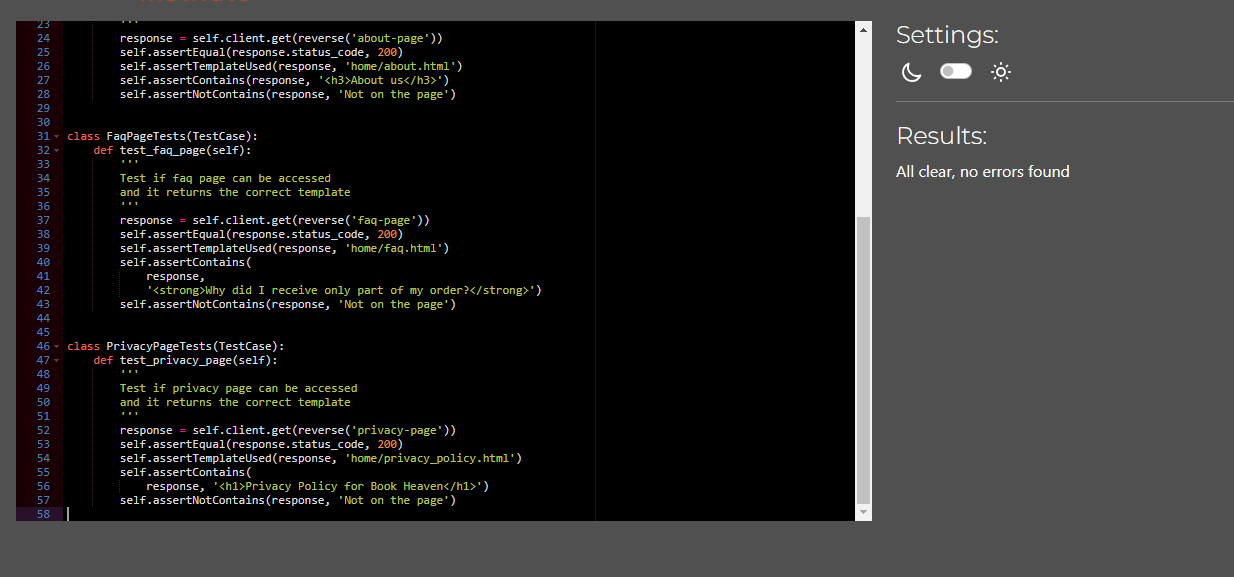 23 '''
24 response = self.client.get(reverse('about-page'))
25 self.assertEqual(response.status_code, 200)
26 self.assertTemplateUsed(response, 'home/about.html')
27 self.assertContains(response, '<h3>About us</h3>')
28 self.assertNotContains(response, 'Not on the page')
29
30
31 class FaqPageTests(TestCase):
32 def test_faq_page(self):
33 '''
34 Test if faq page can be accessed
35 and it returns the correct template
36 '''
37 response = self.client.get(reverse('faq-page'))
38 self.assertEqual(response.status_code, 200)
39 self.assertTemplateUsed(response, 'home/faq.html')
40 self.assertContains(
41 response,
42 '<strong>Why did I receive only part of my order?</strong>')
43 self.assertNotContains(response, 'Not on the page')
44
45
46 class PrivacyPageTests(TestCase):
47 def test_privacy_page(self):
48 '''
49 Test if privacy page can be accessed
50 and it returns the correct template
51 '''
52 response = self.client.get(reverse('privacy-page'))
53 self.assertEqual(response.status_code, 200)
54 self.assertTemplateUsed(response, 'home/privacy_policy.html')
55 self.assertContains(
56 response, '<h1>Privacy Policy for Book Heaven</h1>')
57 self.assertNotContains(response, 'Not on the page')
58
Settings:
Results:
All clear, no errors found